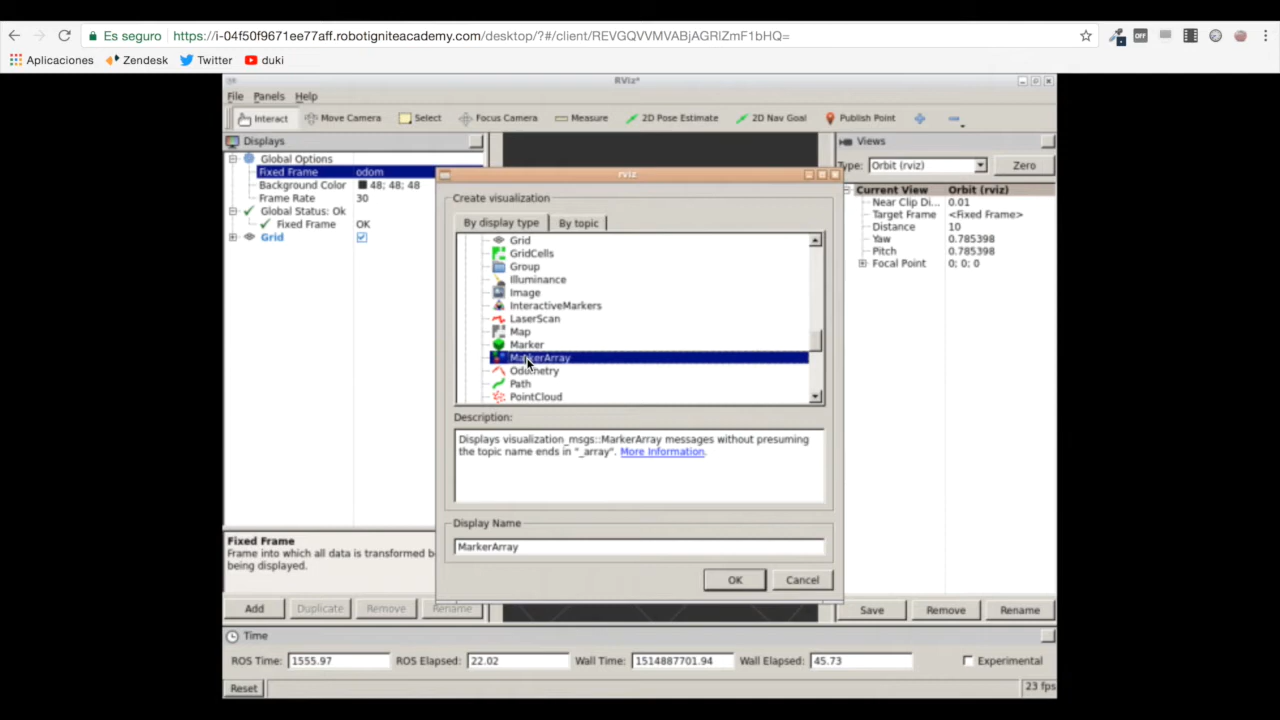 Es seguro https://i-04f50f9671ee77aff.robotigniteacademy.com/desktop/?#/client/REVGQVVMVABjAGRlZmF1bHQ=
OFF
Aplicaciones Zendesk Twitter duki
RViz*
File Panels Help
Interact Move Camera Select Focus Camera Measure 2D Pose Estimate 2D Nav Goal Publish Point
Displays
Global Options
Fixed Frame odom
Background Color 48; 48; 48
Frame Rate 30
Global Status: Ok
Fixed Frame OK
Grid
Fixed Frame
Frame into which all data is transformed b
being displayed.
Add Duplicate Remove Rename
rviz
Create visualization
By display type By topic
Grid
GridCells
Group
Illuminance
Image
InteractiveMarkers
LaserScan
Map
Marker
MarkerArray
Odometry
Path
PointCloud
Description:
Displays visualization_msgs::MarkerArray messages without presuming
the topic name ends in "_array". More Information.
Display Name
MarkerArray
OK Cancel
Views
Type: Orbit (rviz) Zero
Current View Orbit (rviz)
Near Clip Di... 0.01
Target Frame <Fixed Frame>
Distance 10
Yaw 0.785398
Pitch 0.785398
Focal Point 0; 0; 0
Save Remove Rename
Time
ROS Time: 1555.97 ROS Elapsed: 22.02 Wall Time: 1514887701.94 Wall Elapsed: 45.73 Experimental
Reset 23 fps